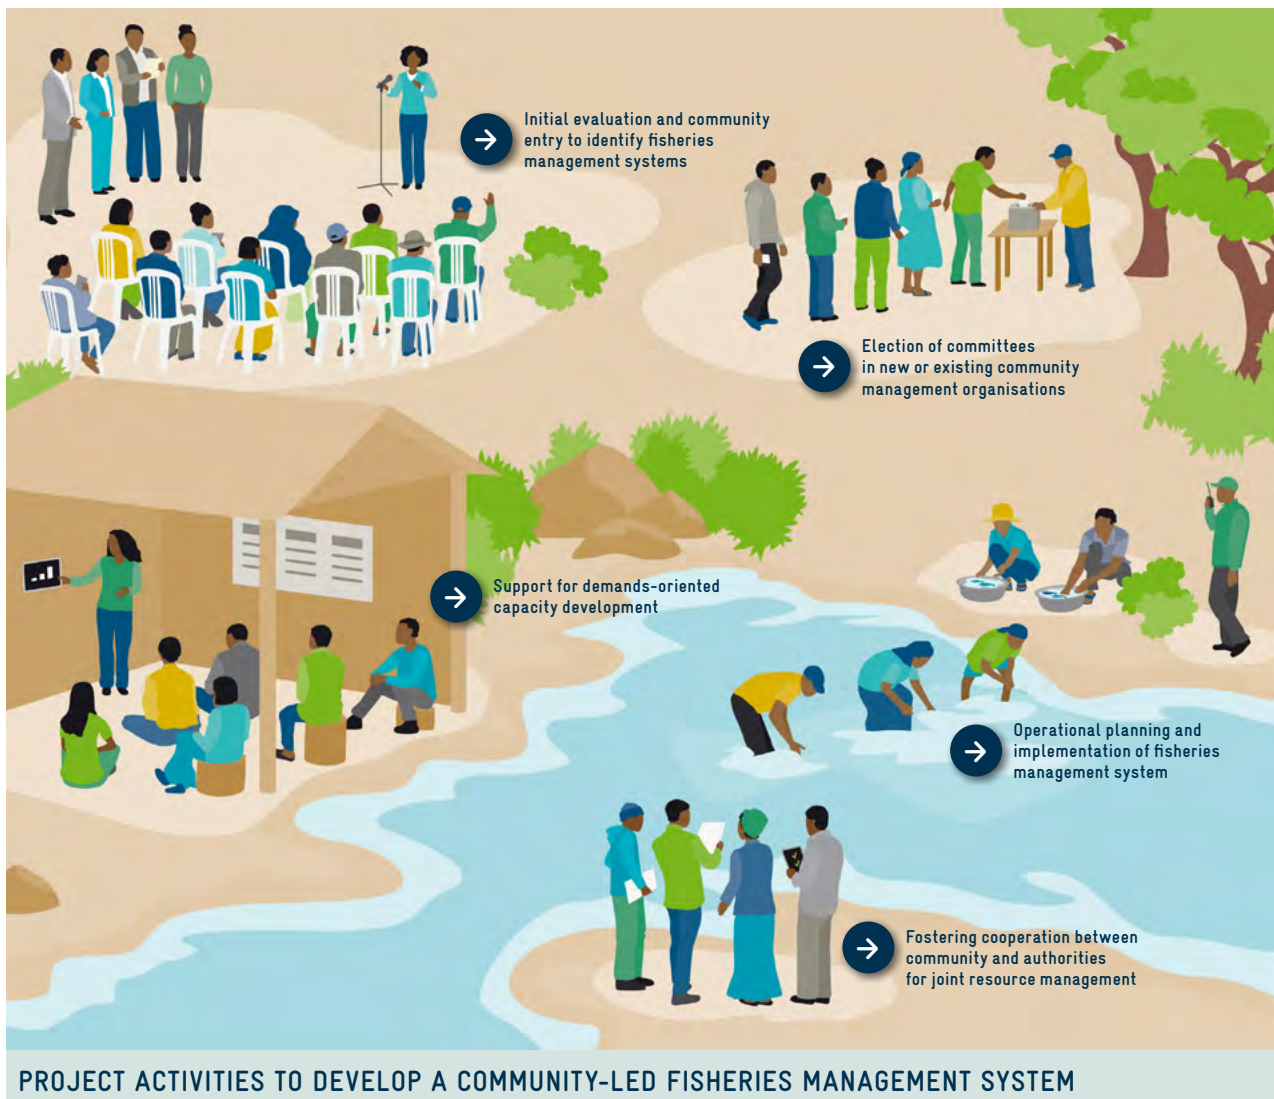 Initial evaluation and community
entry to identify fisheries
management systems
Election of committees
in new or existing community
management organisations
Support for demands-oriented
capacity development
Operational planning and
implementation of fisheries
management system
Fostering cooperation between
community and authorities
for joint resource management
PROJECT ACTIVITIES TO DEVELOP A COMMUNITY-LED FISHERIES MANAGEMENT SYSTEM